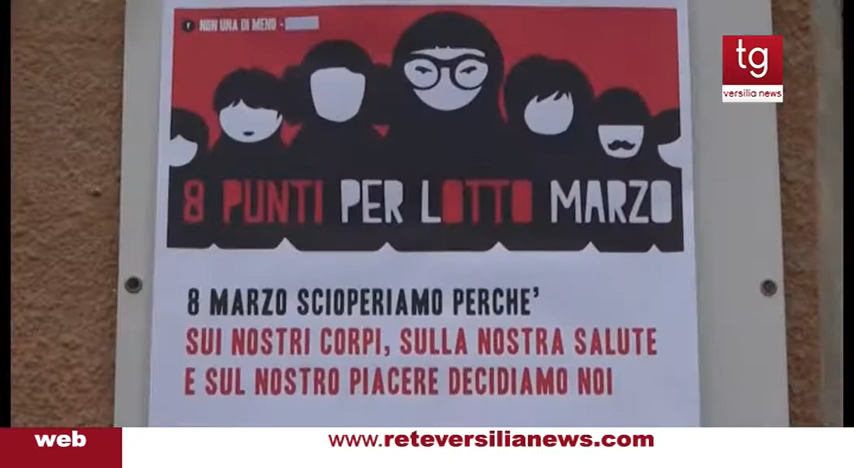 NON UNA DI MENO -
tg
versilia news
8 PUNTI PER LOTTO MARZO
8 MARZO SCIOPERIAMO PERCHE'
SUI NOSTRI CORPI, SULLA NOSTRA SALUTE
E SUL NOSTRO PIACERE DECIDIAMO NOI
web
www.reteversilianews.com